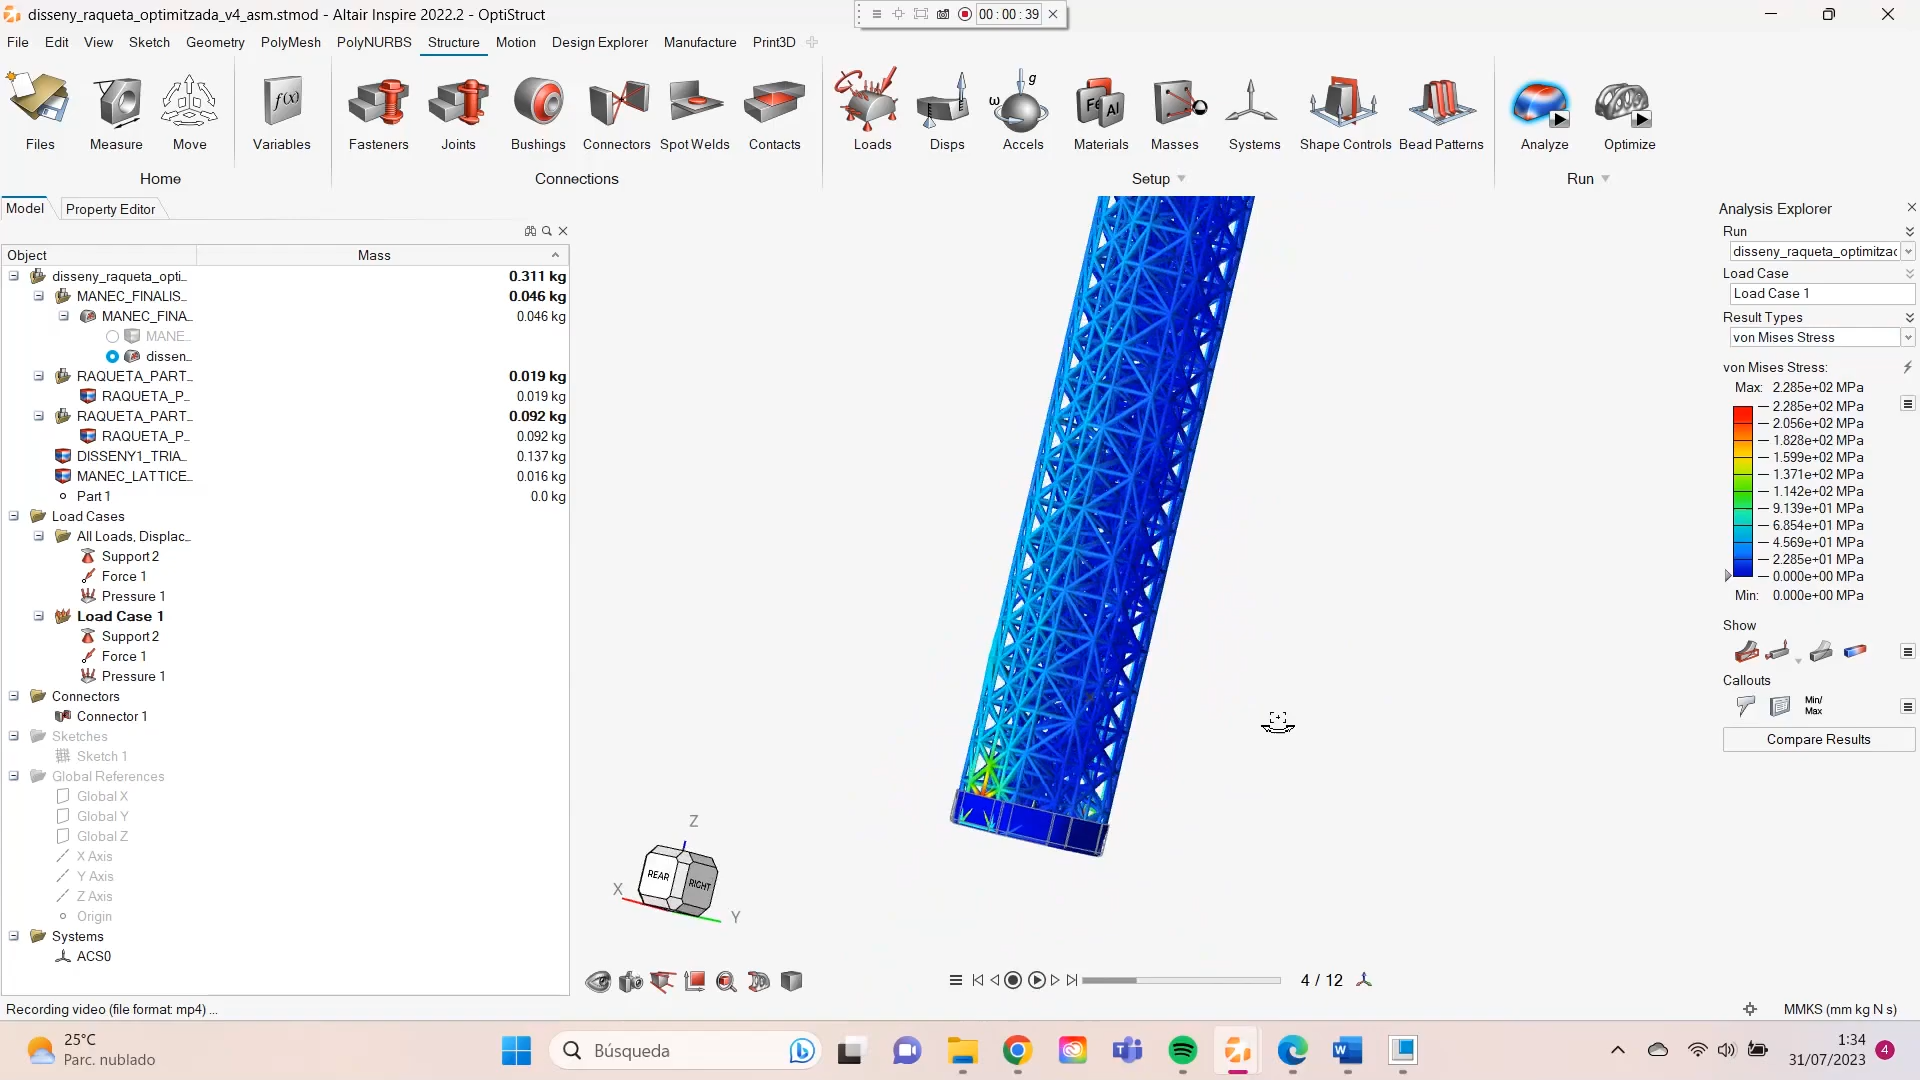 disseny_raqueta_optimitzada_v4_asm.stmod - Altair Inspire 2022.2 - OptiStruct
00 : 00 : 39
File Edit View Sketch Geometry PolyMesh PolyNURBS Structure Motion Design Explorer Manufacture Print3D
f(x) Fe Al ω g
Files Measure Move Variables Fasteners Joints Bushings Connectors Spot Welds Contacts Loads Disps Accels Materials Masses Systems Shape Controls Bead Patterns Analyze Optimize
Home Connections Setup Run
Model Property Editor
Object Mass
disseny_raqueta_opti... 0.311 kg
MANEC_FINALIS... 0.046 kg
MANEC_FINA... 0.046 kg
MANE...
dissen...
RAQUETA_PART... 0.019 kg
RAQUETA_P... 0.019 kg
RAQUETA_PART... 0.092 kg
RAQUETA_P... 0.092 kg
DISSENY1_TRIA... 0.137 kg
MANEC_LATTICE... 0.016 kg
Part 1 0.0 kg
Load Cases
All Loads, Displac...
Support 2
Force 1
Pressure 1
Load Case 1
Support 2
Force 1
Pressure 1
Connectors
Connector 1
Sketches
Sketch 1
Global References
Global X
Global Y
Global Z
X Axis
Y Axis
Z Axis
Origin
Systems
ACS0
Z
REAR RIGHT
X
Y
4 / 12
Analysis Explorer
Run
disseny_raqueta_optimitzad
Load Case
Load Case 1
Result Types
von Mises Stress
von Mises Stress:
Max: 2.285e+02 MPa
2.285e+02 MPa
2.056e+02 MPa
1.828e+02 MPa
1.599e+02 MPa
1.371e+02 MPa
1.142e+02 MPa
9.139e+01 MPa
6.854e+01 MPa
4.569e+01 MPa
2.285e+01 MPa
0.000e+00 MPa
Min: 0.000e+00 MPa
Show
Callouts
Min/
Max
Compare Results
Recording video (file format: mp4) ...
MMKS (mm kg N s)
25°C
Parc. nublado
Búsqueda
1:34
31/07/2023
4